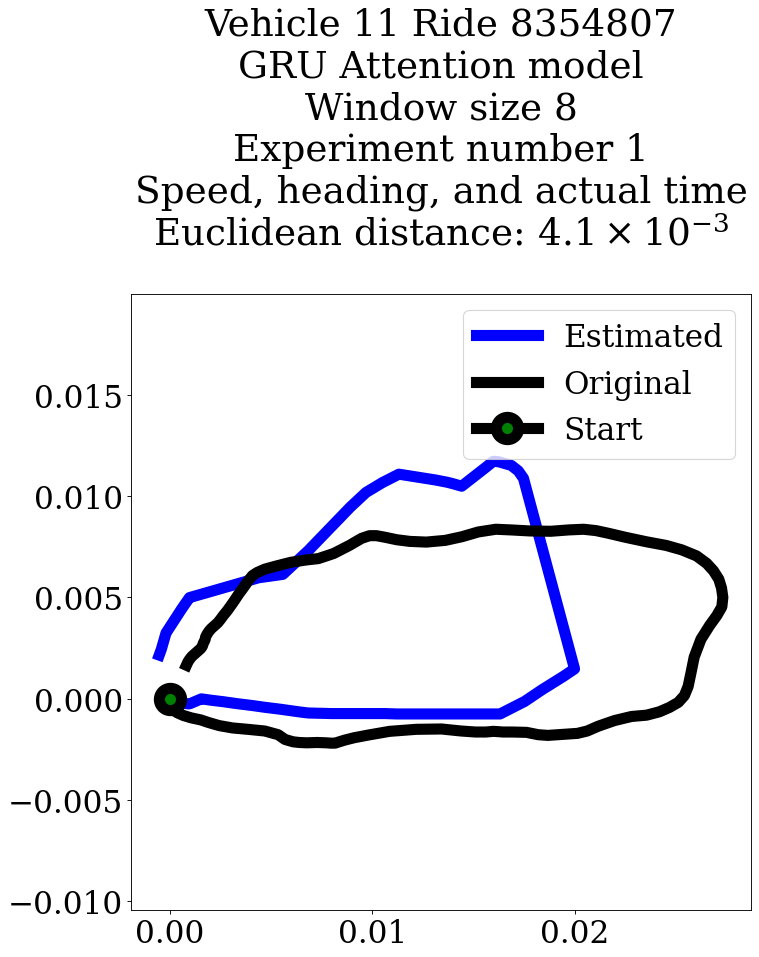 Vehicle 11 Ride 8354807
GRU Attention model
Window size 8
Experiment number 1
Speed, heading, and actual time
Euclidean distance: 4.1 × 10⁻³
Estimated
Original
Start
0.015
0.010
0.005
0.000
−0.005
−0.010
0.00 0.01 0.02